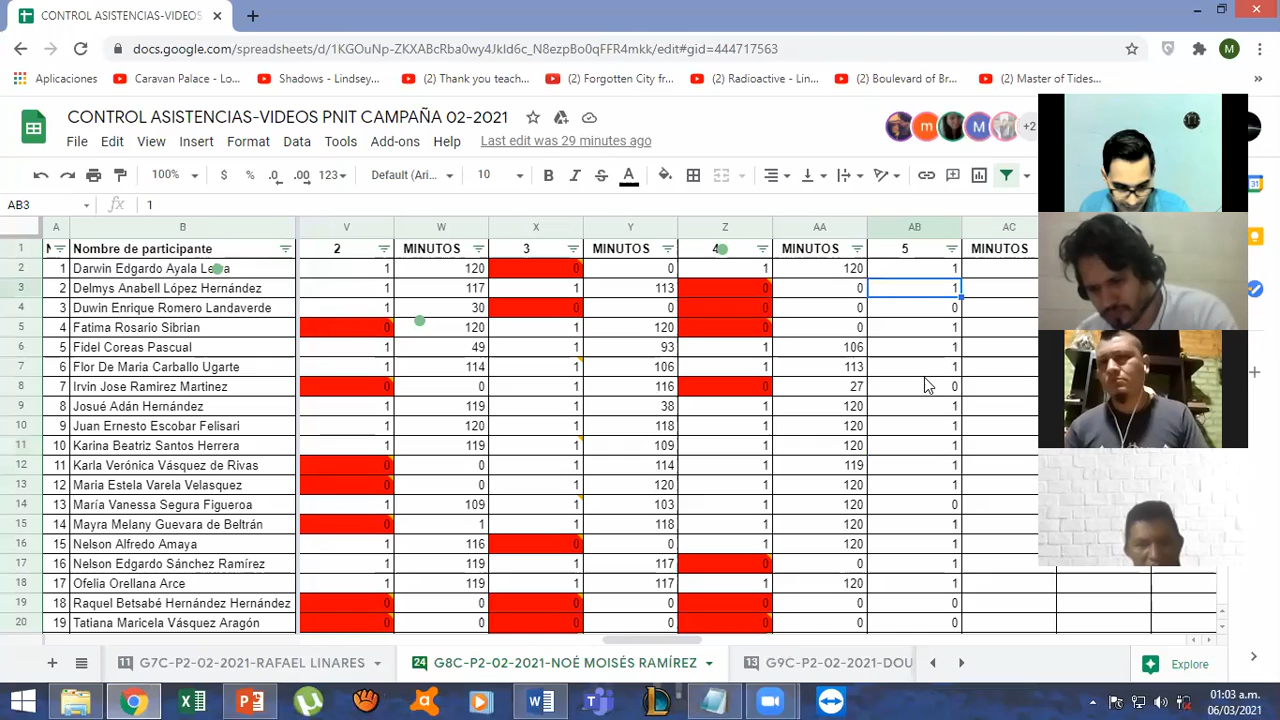 CONTROL ASISTENCIAS-VIDEOS
docs.google.com/spreadsheets/d/1KGOuNp-ZKXABcRba0wy4Jkld6c_N8ezpBo0qFFR4mkk/edit#gid=444717563
M
Aplicaciones Caravan Palace - Lo... Shadows - Lindsey... (2) Thank you teach... (2) Forgotten City fr... (2) Radioactive - Lin... (2) Boulevard of Br... (2) Master of Tides... »
CONTROL ASISTENCIAS-VIDEOS PNIT CAMPAÑA 02-2021
m M +2
File Edit View Insert Format Data Tools Add-ons Help Last edit was 29 minutes ago
100% $ % .0 .00 123 Default (Ari... 10 B I S A
AB3 fx 1
A B V W X Y Z AA AB AC
1 Nombre de participante 2 MINUTOS 3 MINUTOS 4 MINUTOS 5 MINUTOS
2 1 Darwin Edgardo Ayala 1 120 0 0 1 120 1
3 2 Delmys Anabell López Hernández 1 117 1 113 0 0 1
4 3 Duwin Enrique Romero Landaverde 1 30 0 0 0 0 0
5 4 Fatima Rosario Sibrian 0 120 1 120 0 0 1
6 5 Fidel Coreas Pascual 1 49 1 93 1 106 1
7 6 Flor De Maria Carballo Ugarte 1 114 1 106 1 113 1
8 7 Irvin Jose Ramirez Martinez 0 0 1 116 0 27 0
9 8 Josué Adán Hernández 1 119 1 38 1 120 1
10 9 Juan Ernesto Escobar Felisari 1 120 1 118 1 120 1
11 10 Karina Beatriz Santos Herrera 1 119 1 109 1 120 1
12 11 Karla Verónica Vásquez de Rivas 0 0 1 114 1 119 1
13 12 Maria Estela Varela Velasquez 0 0 1 120 1 120 1
14 13 María Vanessa Segura Figueroa 1 109 1 103 1 120 0
15 14 Mayra Melany Guevara de Beltrán 0 1 1 118 1 120 1
16 15 Nelson Alfredo Amaya 1 116 0 0 1 120 1
17 16 Nelson Edgardo Sánchez Ramírez 1 119 1 117 0 0 1
18 17 Ofelia Orellana Arce 1 119 1 117 1 120 1
19 18 Raquel Betsabé Hernández Hernández 0 0 0 0 0 0 0
20 19 Tatiana Maricela Vásquez Aragón 0 0 0 0 0 0 0
11 G7C-P2-02-2021-RAFAEL LINARES 24 G8C-P2-02-2021-NOÉ MOISÉS RAMÍREZ 13 G9C-P2-02-2021-DOU Explore
01:03 a.m.
06/03/2021